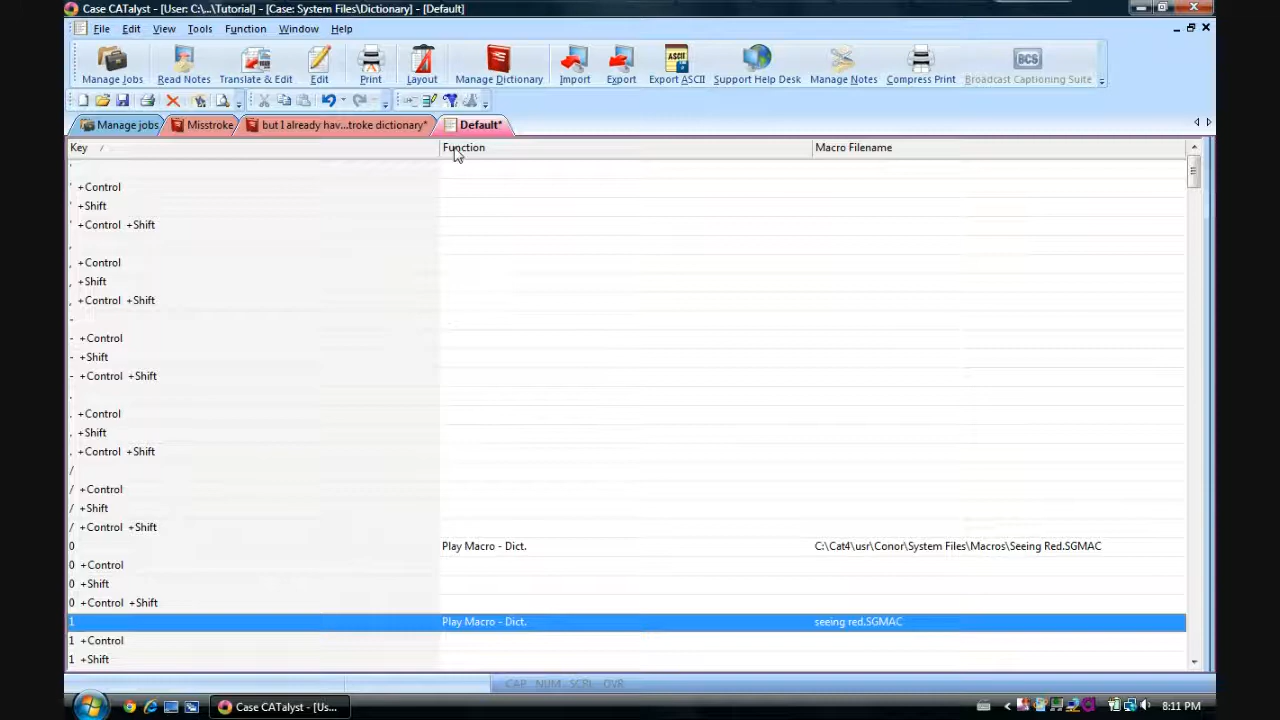 Case CATalyst - [User: C:\...\Tutorial] - [Case: System Files\Dictionary] - [Default]
File Edit View Tools Function Window Help
Manage Jobs Read Notes Translate & Edit Edit Print Layout Manage Dictionary Import Export Export ASCII Support Help Desk Manage Notes Compress Print Broadcast Captioning Suite
Manage jobs Misstroke but I already hav...troke dictionary* Default*
Key / Function Macro Filename
'
' +Control
' +Shift
' +Control +Shift
,
, +Control
, +Shift
, +Control +Shift
-
- +Control
- +Shift
- +Control +Shift
.
. +Control
. +Shift
. +Control +Shift
/
/ +Control
/ +Shift
/ +Control +Shift
0 Play Macro - Dict. C:\Cat4\usr\Conor\System Files\Macros\Seeing Red.SGMAC
0 +Control
0 +Shift
0 +Control +Shift
1 Play Macro - Dict. seeing red.SGMAC
1 +Control
1 +Shift
CAP NUM SCRL OVR
Case CATalyst - [Us... 8:11 PM